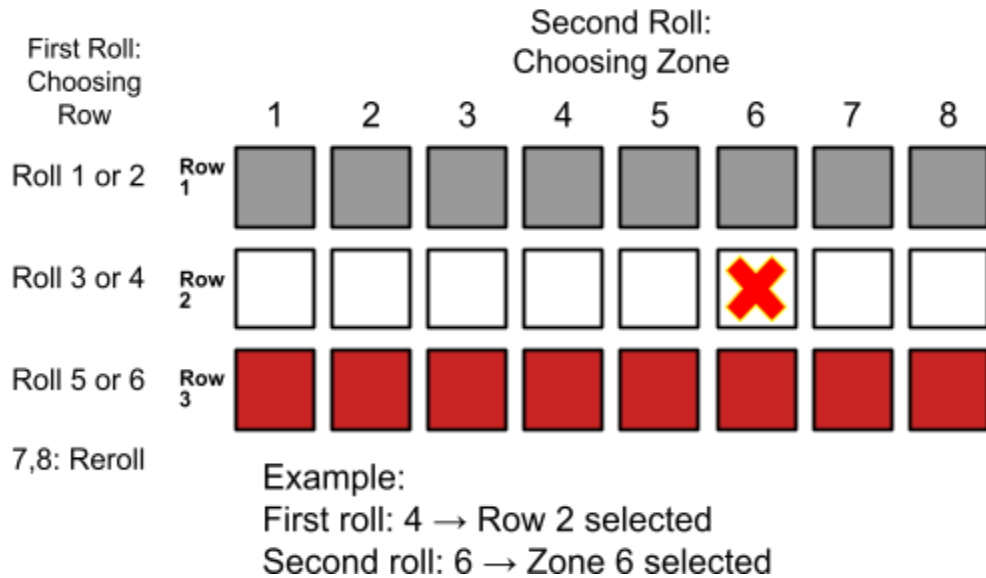 Second Roll:
Choosing Zone
First Roll:
Choosing
Row
1 2 3 4 5 6 7 8
Roll 1 or 2
Row
1
Roll 3 or 4
Row
2
Roll 5 or 6
Row
3
7,8: Reroll
Example:
First roll: 4 → Row 2 selected
Second roll: 6 → Zone 6 selected